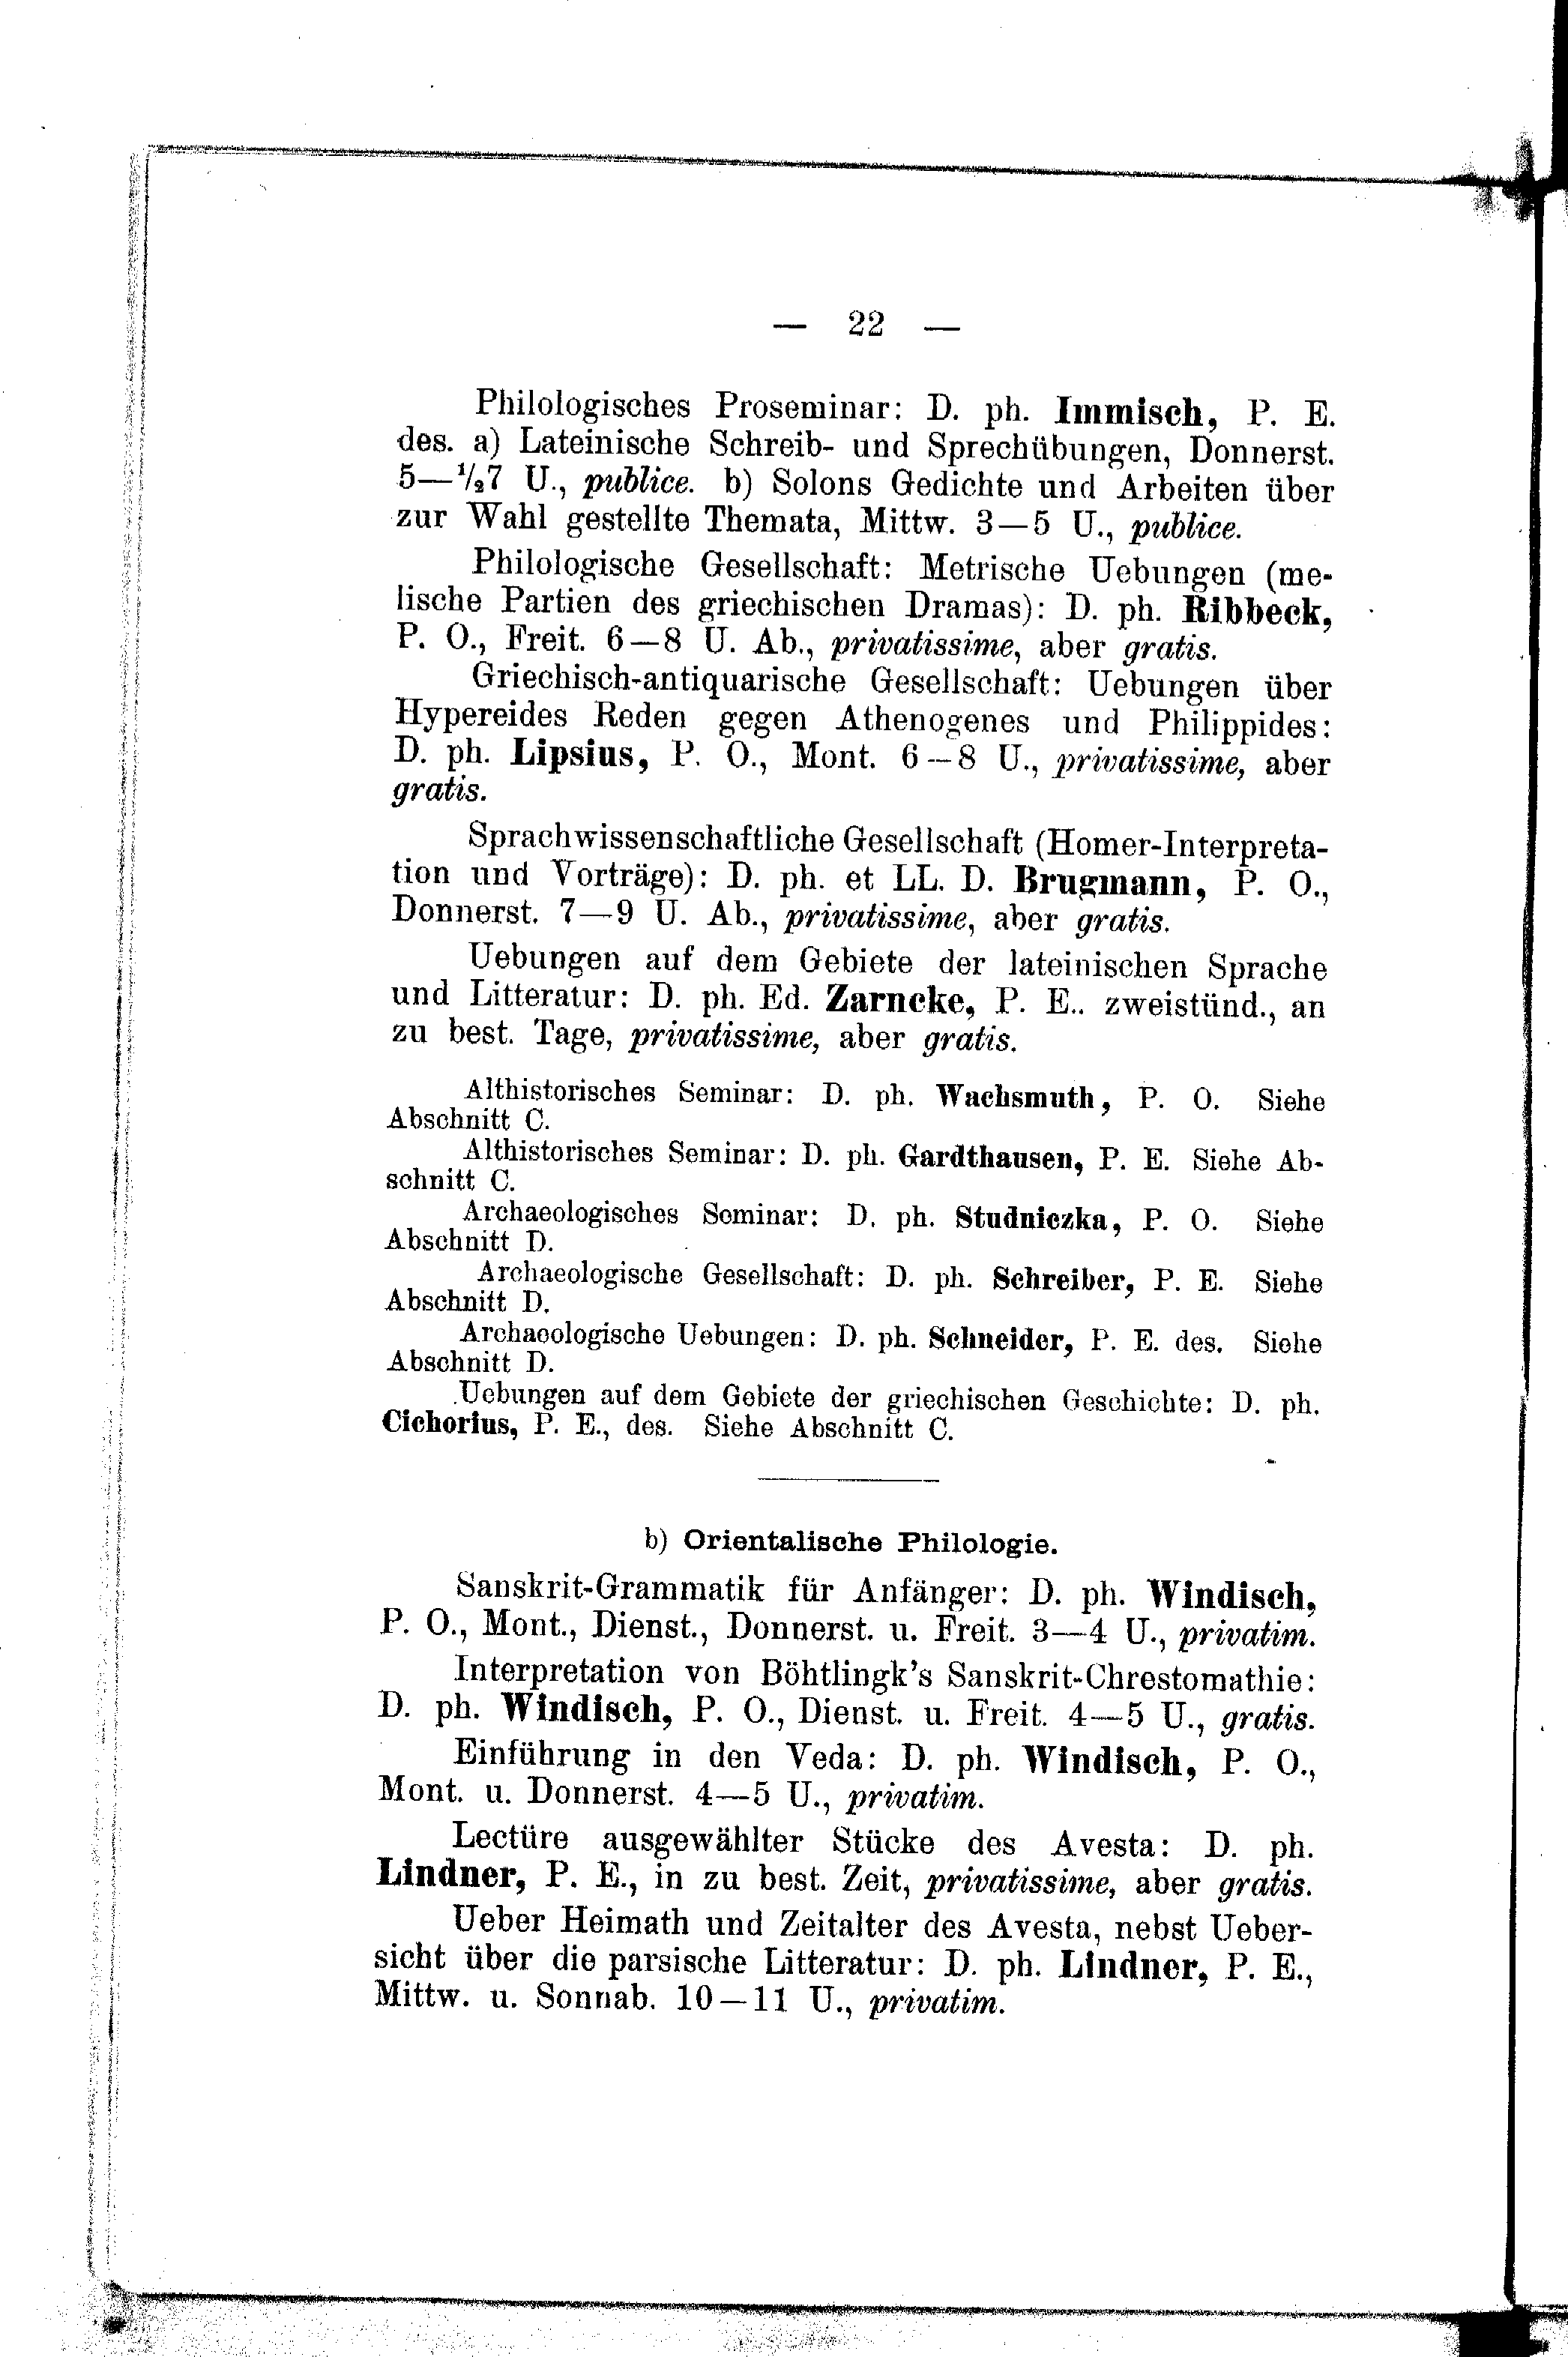 — 22 —
Philologisches Proseminar: D. ph. Immisch, P. E.
des. a) Lateinische Schreib- und Sprechübungen, Donnerst.
5—½7 U., publice. b) Solons Gedichte und Arbeiten über
zur Wahl gestellte Themata, Mittw. 3—5 U., publice.
Philologische Gesellschaft: Metrische Uebungen (me-
lische Partien des griechischen Dramas): D. ph. Ribbeck,
P. O., Freit. 6—8 U. Ab., privatissime, aber gratis.
Griechisch-antiquarische Gesellschaft: Uebungen über
Hypereides Reden gegen Athenogenes und Philippides:
D. ph. Lipsius, P. O., Mont. 6—8 U., privatissime, aber
gratis.
Sprachwissenschaftliche Gesellschaft (Homer-Interpreta-
tion und Vorträge): D. ph. et LL. D. Brugmann, P. O.,
Donnerst. 7—9 U. Ab., privatissime, aber gratis.
Uebungen auf dem Gebiete der lateinischen Sprache
und Litteratur: D. ph. Ed. Zarncke, P. E.. zweistünd., an
zu best. Tage, privatissime, aber gratis.
Althistorisches Seminar: D. ph. Wachsmuth, P. O. Siehe
Abschnitt C.
Althistorisches Seminar: D. ph. Gardthausen, P. E. Siehe Ab-
schnitt C.
Archaeologisches Seminar: D. ph. Studniczka, P. O. Siehe
Abschnitt D.
Archaeologische Gesellschaft: D. ph. Schreiber, P. E. Siehe
Abschnitt D.
Archaeologische Uebungen: D. ph. Schneider, P. E. des. Siehe
Abschnitt D.
Uebungen auf dem Gebiete der griechischen Geschichte: D. ph.
Cichorius, P. E., des. Siehe Abschnitt C.
b) Orientalische Philologie.
Sanskrit-Grammatik für Anfänger: D. ph. Windisch,
P. O., Mont., Dienst., Donnerst. u. Freit. 3—4 U., privatim.
Interpretation von Böhtlingk's Sanskrit-Chrestomathie:
D. ph. Windisch, P. O., Dienst. u. Freit. 4—5 U., gratis.
Einführung in den Veda: D. ph. Windisch, P. O.,
Mont. u. Donnerst. 4—5 U., privatim.
Lectüre ausgewählter Stücke des Avesta: D. ph.
Lindner, P. E., in zu best. Zeit, privatissime, aber gratis.
Ueber Heimath und Zeitalter des Avesta, nebst Ueber-
sicht über die parsische Litteratur: D. ph. Lindner, P. E.,
Mittw. u. Sonnab. 10—11 U., privatim.